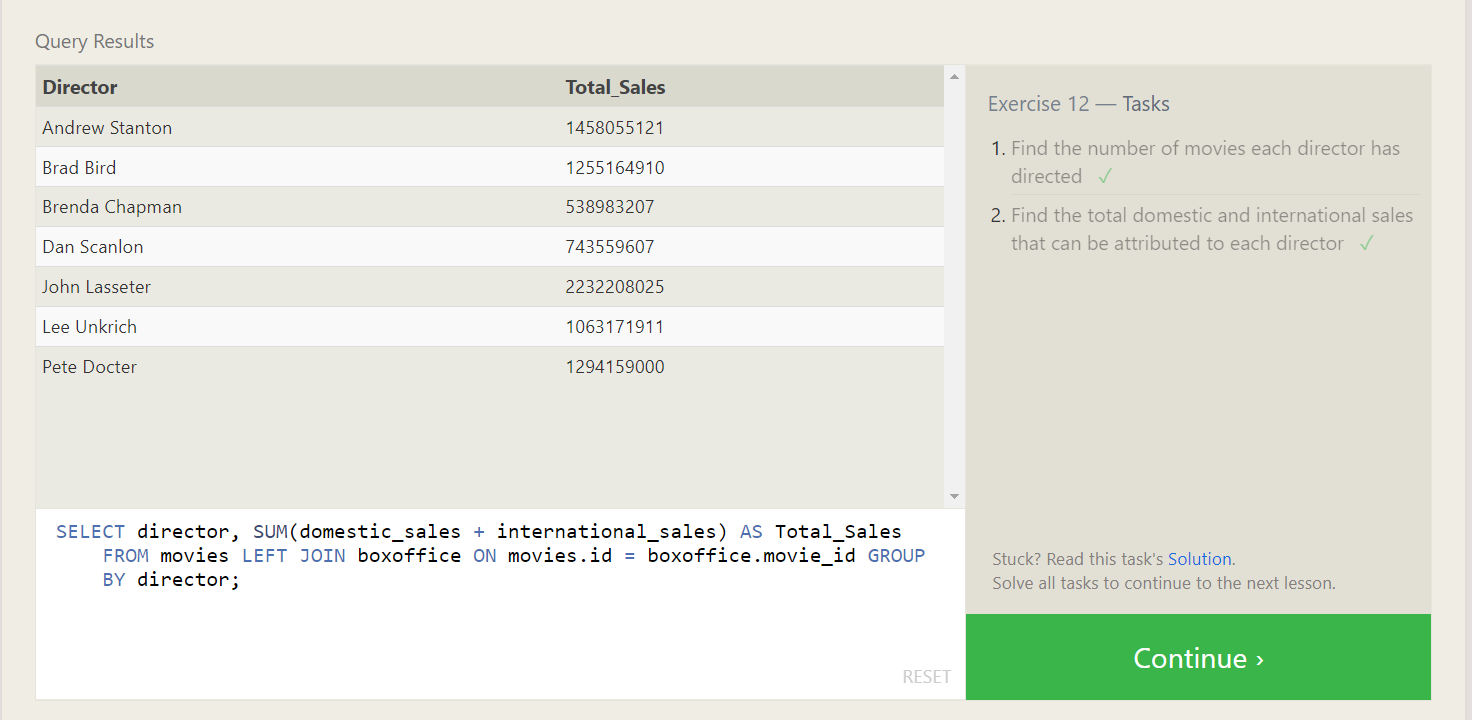 Query Results
Director Total_Sales
Andrew Stanton 1458055121
Brad Bird 1255164910
Brenda Chapman 538983207
Dan Scanlon 743559607
John Lasseter 2232208025
Lee Unkrich 1063171911
Pete Docter 1294159000
SELECT director, SUM(domestic_sales + international_sales) AS Total_Sales
FROM movies LEFT JOIN boxoffice ON movies.id = boxoffice.movie_id GROUP
BY director;
RESET
Exercise 12 — Tasks
1. Find the number of movies each director has
directed ✓
2. Find the total domestic and international sales
that can be attributed to each director ✓
Stuck? Read this task's Solution.
Solve all tasks to continue to the next lesson.
Continue ›